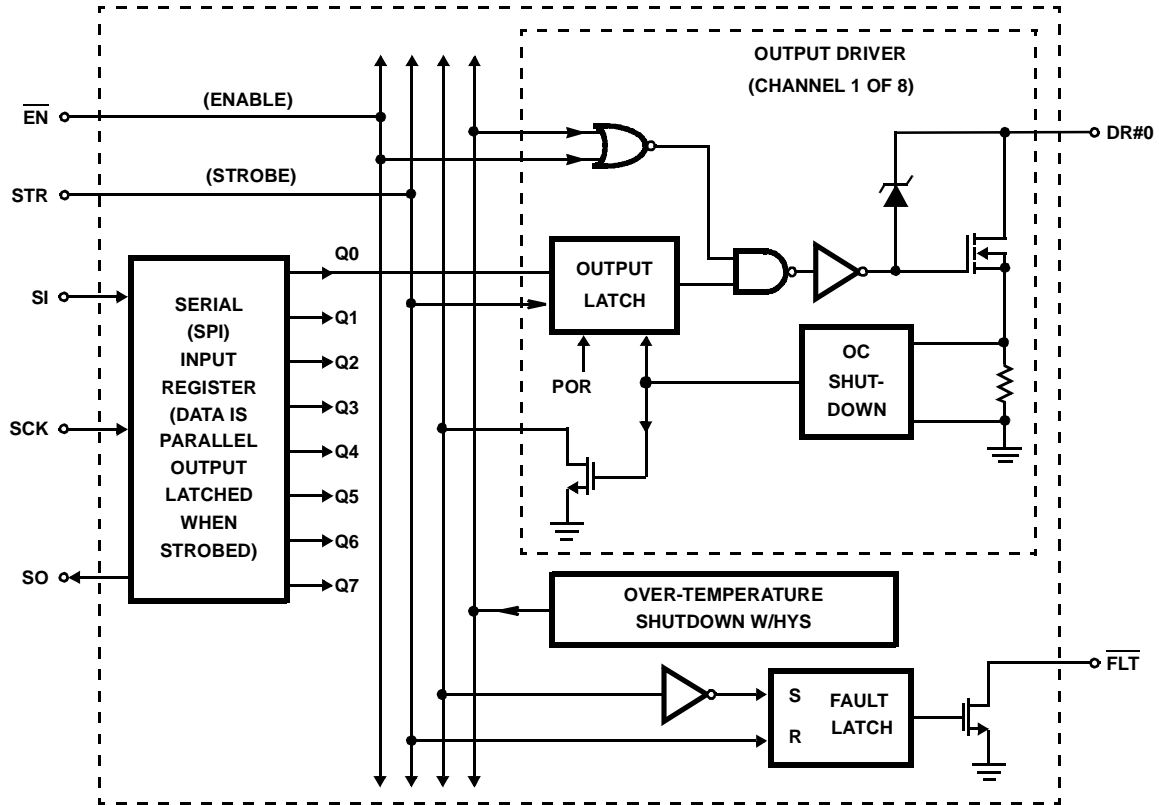 OUTPUT DRIVER
(CHANNEL 1 OF 8)
EN
(ENABLE)
DR#0
STR
(STROBE)
Q0
OUTPUT
LATCH
SI
SERIAL
(SPI)
INPUT
REGISTER
(DATA IS
PARALLEL
OUTPUT
LATCHED
WHEN
STROBED)
Q1
Q2
Q3
Q4
Q5
Q6
Q7
POR
OC
SHUT-
DOWN
SCK
SO
OVER-TEMPERATURE
SHUTDOWN W/HYS
FLT
S
R
FAULT
LATCH